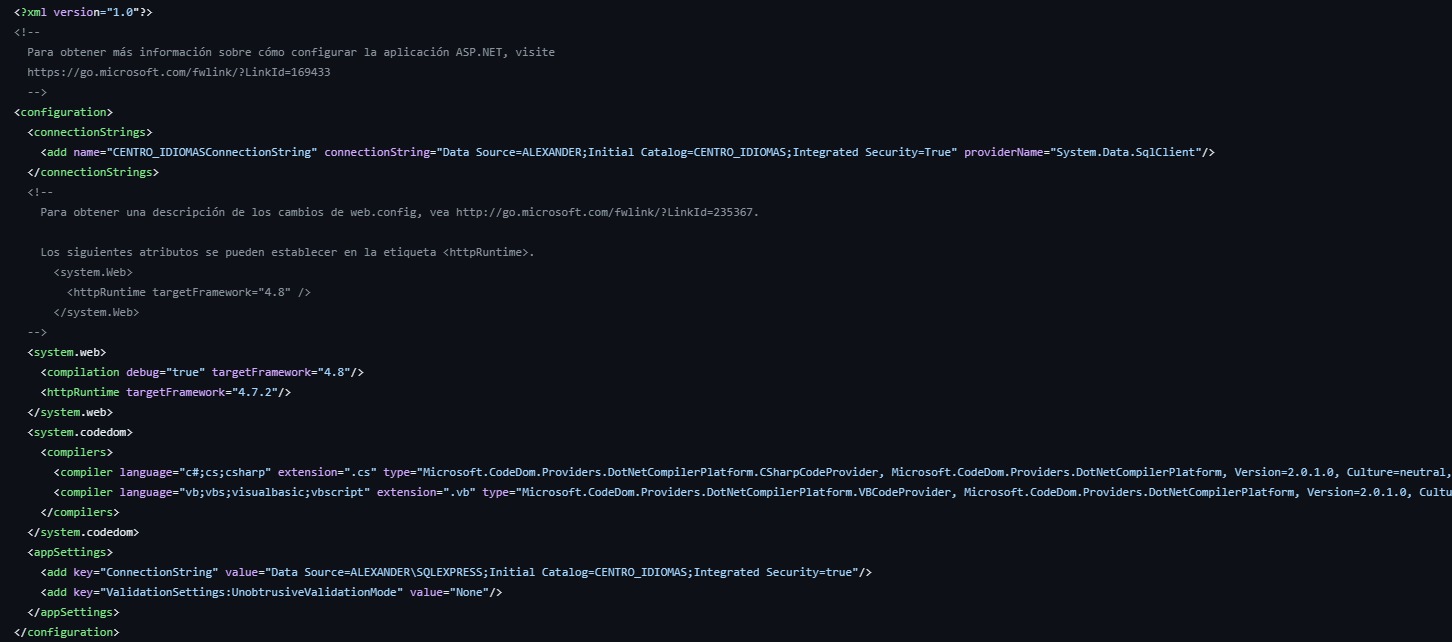 <?xml version="1.0"?>
<!--
  Para obtener más información sobre cómo configurar la aplicación ASP.NET, visite
  https://go.microsoft.com/fwlink/?LinkId=169433
  -->
<configuration>
  <connectionStrings>
    <add name="CENTRO_IDIOMASConnectionString" connectionString="Data Source=ALEXANDER;Initial Catalog=CENTRO_IDIOMAS;Integrated Security=True" providerName="System.Data.SqlClient"/>
  </connectionStrings>
  <!--
    Para obtener una descripción de los cambios de web.config, vea http://go.microsoft.com/fwlink/?LinkId=235367.

    Los siguientes atributos se pueden establecer en la etiqueta <httpRuntime>.
      <system.Web>
        <httpRuntime targetFramework="4.8" />
      </system.Web>
  -->
  <system.web>
    <compilation debug="true" targetFramework="4.8"/>
    <httpRuntime targetFramework="4.7.2"/>
  </system.web>
  <system.codedom>
    <compilers>
      <compiler language="c#;cs;csharp" extension=".cs" type="Microsoft.CodeDom.Providers.DotNetCompilerPlatform.CSharpCodeProvider, Microsoft.CodeDom.Providers.DotNetCompilerPlatform, Version=2.0.1.0, Culture=neutral,
      <compiler language="vb;vbs;visualbasic;vbscript" extension=".vb" type="Microsoft.CodeDom.Providers.DotNetCompilerPlatform.VBCodeProvider, Microsoft.CodeDom.Providers.DotNetCompilerPlatform, Version=2.0.1.0, Cultu
    </compilers>
  </system.codedom>
  <appSettings>
    <add key="ConnectionString" value="Data Source=ALEXANDER\SQLEXPRESS;Initial Catalog=CENTRO_IDIOMAS;Integrated Security=true"/>
    <add key="ValidationSettings:UnobtrusiveValidationMode" value="None"/>
  </appSettings>
</configuration>